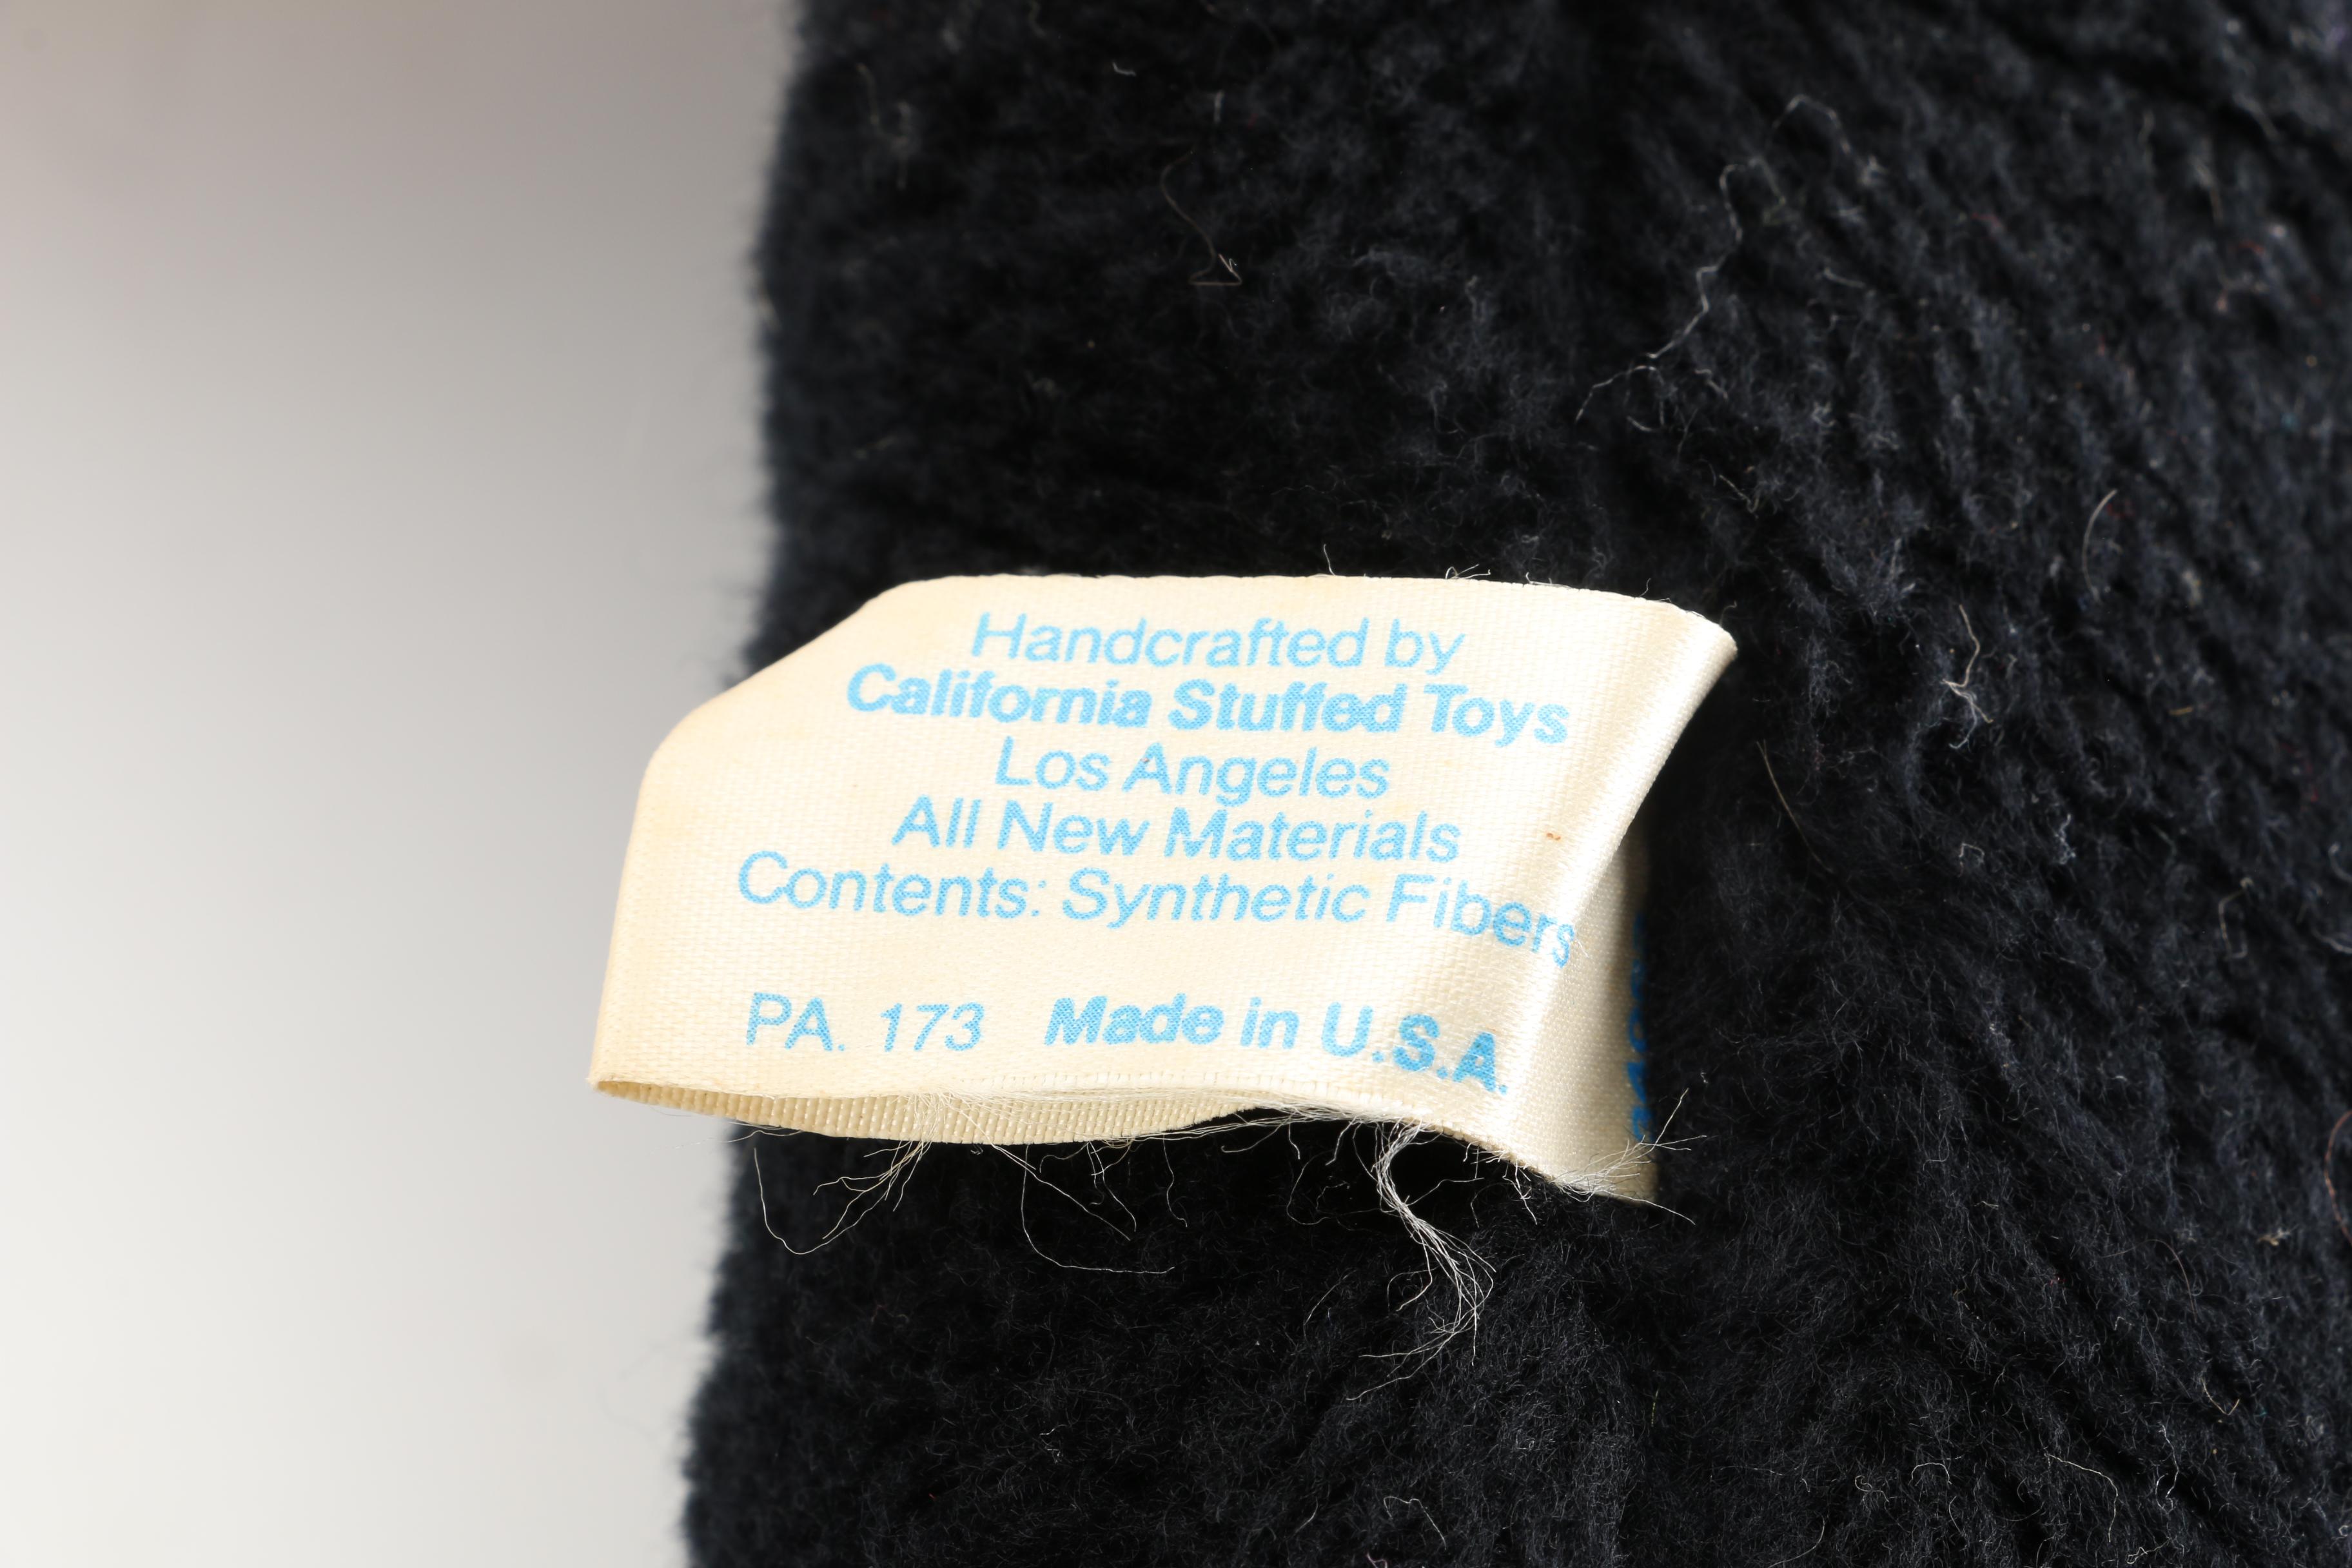 Handcrafted by
California Stuffed Toys
Los Angeles
All New Materials
Contents: Synthetic Fibers
PA. 173 Made in U.S.A.